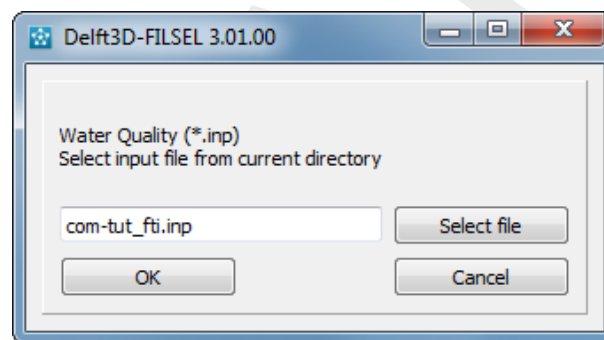 Delft3D-FILSEL 3.01.00
Water Quality (*.inp)
Select input file from current directory
com-tut_fti.inp
Select file
OK
Cancel